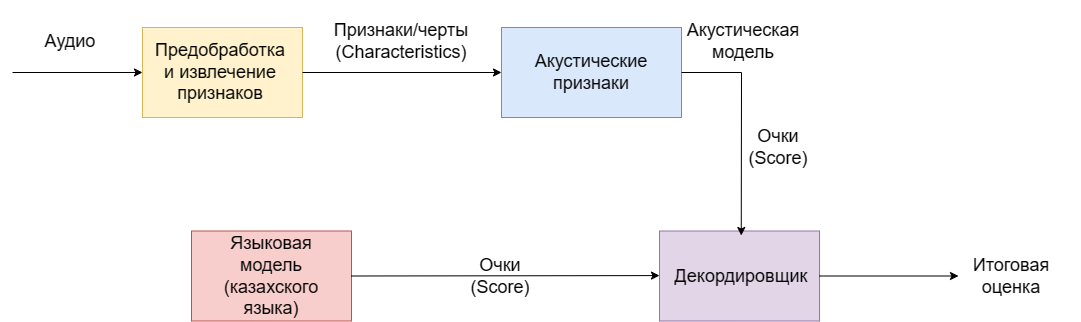 Аудио
Предобработка
и извлечение
признаков
Признаки/черты
(Characteristics)
Акустические
признаки
Акустическая
модель
Очки
(Score)
Языковая
модель
(казахского
языка)
Очки
(Score)
Декордировщик
Итоговая
оценка